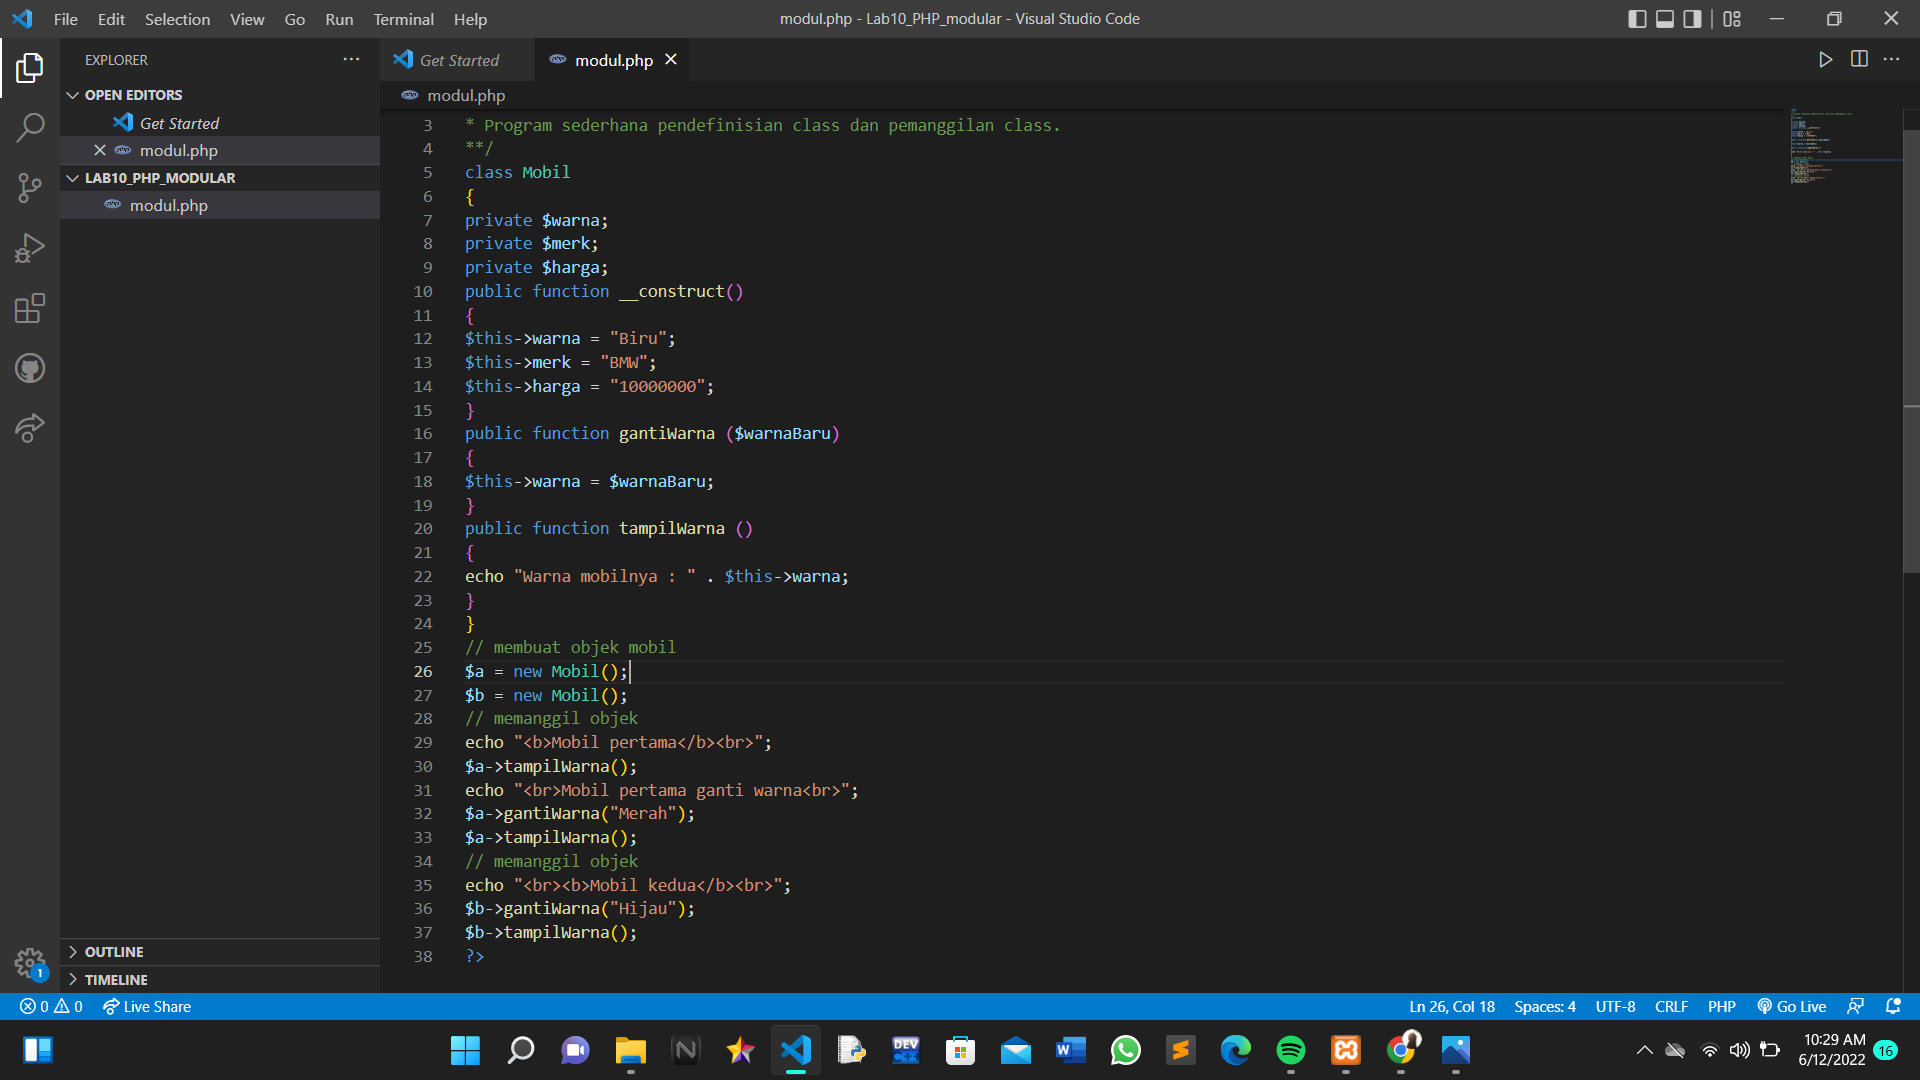 File Edit Selection View Go Run Terminal Help
modul.php - Lab10_PHP_modular - Visual Studio Code
EXPLORER
OPEN EDITORS
Get Started
modul.php
LAB10_PHP_MODULAR
modul.php
OUTLINE
TIMELINE
Get Started
modul.php
modul.php
3 * Program sederhana pendefinisian class dan pemanggilan class.
4 **/
5 class Mobil
6 {
7 private $warna;
8 private $merk;
9 private $harga;
10 public function __construct()
11 {
12 $this->warna = "Biru";
13 $this->merk = "BMW";
14 $this->harga = "10000000";
15 }
16 public function gantiWarna ($warnaBaru)
17 {
18 $this->warna = $warnaBaru;
19 }
20 public function tampilWarna ()
21 {
22 echo "Warna mobilnya : " . $this->warna;
23 }
24 }
25 // membuat objek mobil
26 $a = new Mobil();
27 $b = new Mobil();
28 // memanggil objek
29 echo "<b>Mobil pertama</b><br>";
30 $a->tampilWarna();
31 echo "<br>Mobil pertama ganti warna<br>";
32 $a->gantiWarna("Merah");
33 $a->tampilWarna();
34 // memanggil objek
35 echo "<br><b>Mobil kedua</b><br>";
36 $b->gantiWarna("Hijau");
37 $b->tampilWarna();
38 ?>
1
0 0 Live Share
Ln 26, Col 18 Spaces: 4 UTF-8 CRLF PHP Go Live
DEV C++
10:29 AM
6/12/2022
16